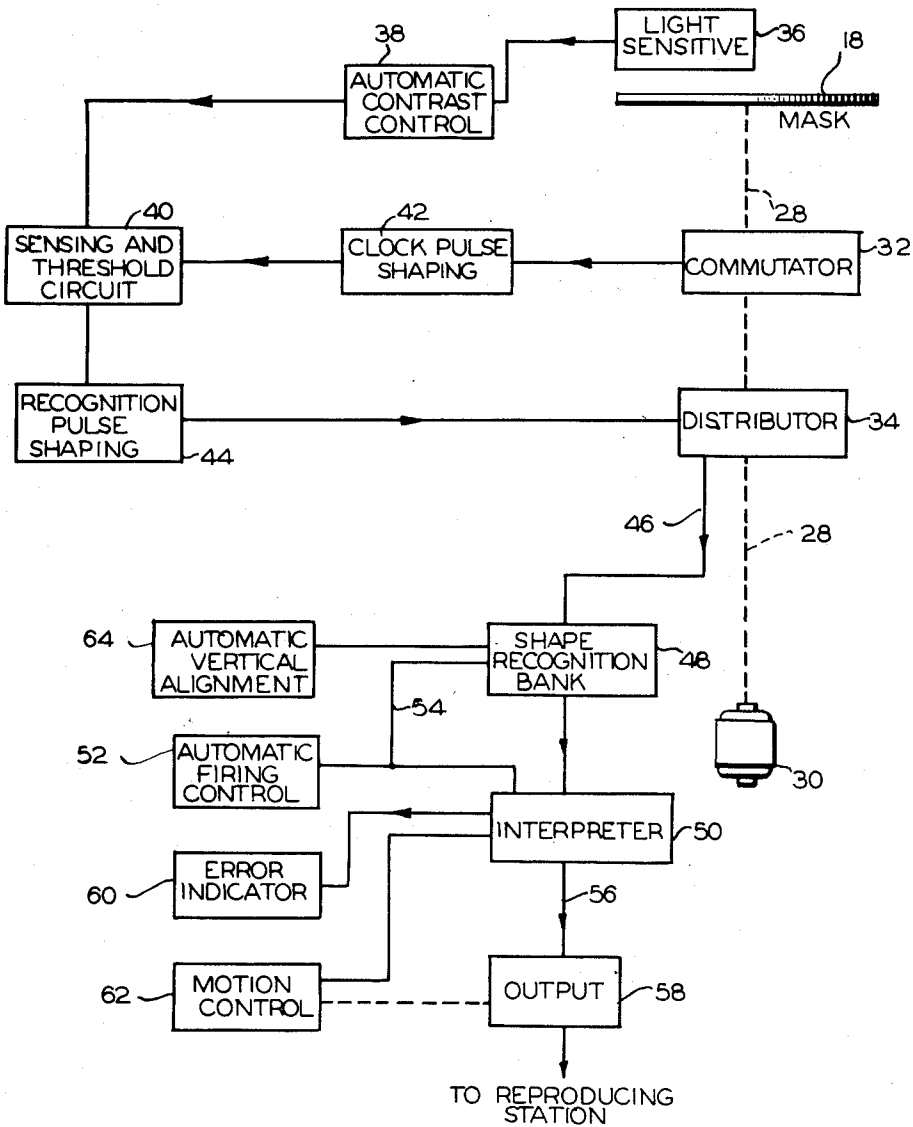 LIGHT
SENSITIVE
36
38
18
AUTOMATIC
CONTRAST
CONTROL
MASK
28
40
42
SENSING AND
THRESHOLD
CIRCUIT
CLOCK PULSE
SHAPING
COMMUTATOR
32
RECOGNITION
PULSE
SHAPING
44
DISTRIBUTOR
34
46
28
64
AUTOMATIC
VERTICAL
ALIGNMENT
SHAPE
RECOGNITION
BANK
48
54
52
AUTOMATIC
FIRING
CONTROL
30
INTERPRETER
50
60
ERROR
INDICATOR
56
62
MOTION
CONTROL
OUTPUT
58
TO REPRODUCING
STATION